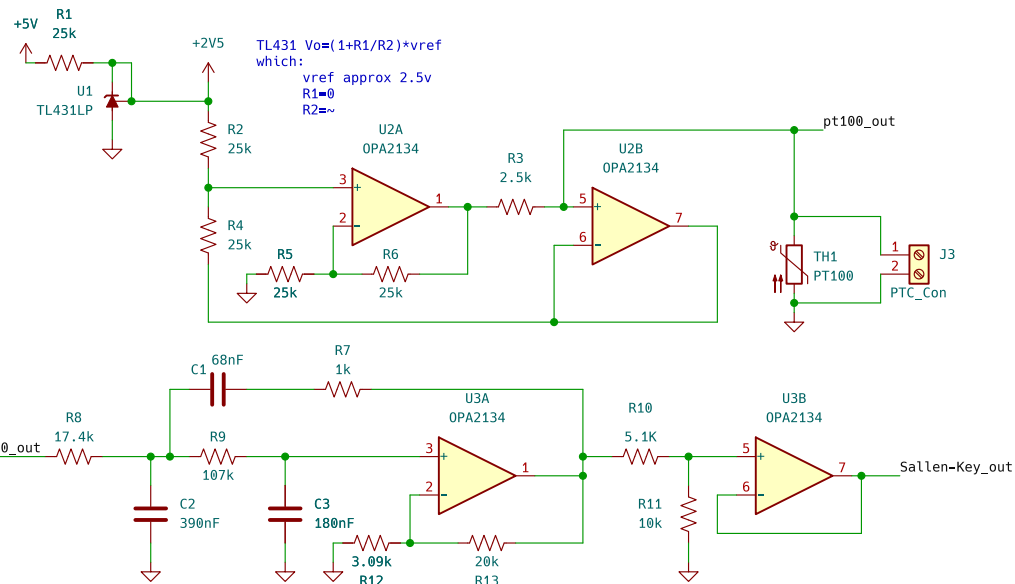 +5V
R1
25k
+2V5
TL431 Vo=(1+R1/R2)*vref
which:
vref approx 2.5v
R1=0
R2=~
U1
TL431LP
R2
25k
U2A
OPA2134
3
+
2
-
1
R3
2.5k
U2B
OPA2134
5
+
6
-
7
pt100_out
R4
25k
R5
25k
R6
25k
θ
TH1
PT100
1
2
J3
PTC_Con
C1
68nF
R7
1k
0_out
R8
17.4k
R9
107k
C2
390nF
C3
180nF
U3A
OPA2134
3
+
2
-
1
3.09k
R12
20k
R13
R10
5.1K
R11
10k
U3B
OPA2134
5
+
6
-
7
Sallen-Key_out